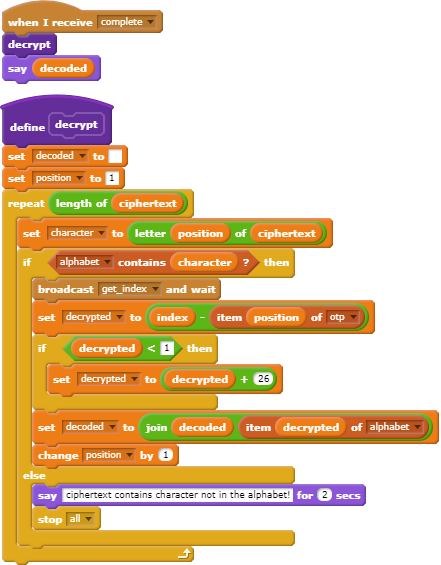 when I receive complete
decrypt
say decoded
define decrypt
set decoded to
set position to 1
repeat length of ciphertext
set character to letter position of ciphertext
if alphabet contains character ? then
broadcast get_index and wait
set decrypted to index - item position of otp
if decrypted < 1 then
set decrypted to decrypted + 26
set decoded to join decoded item decrypted of alphabet
change position by 1
else
say ciphertext contains character not in the alphabet! for 2 secs
stop all